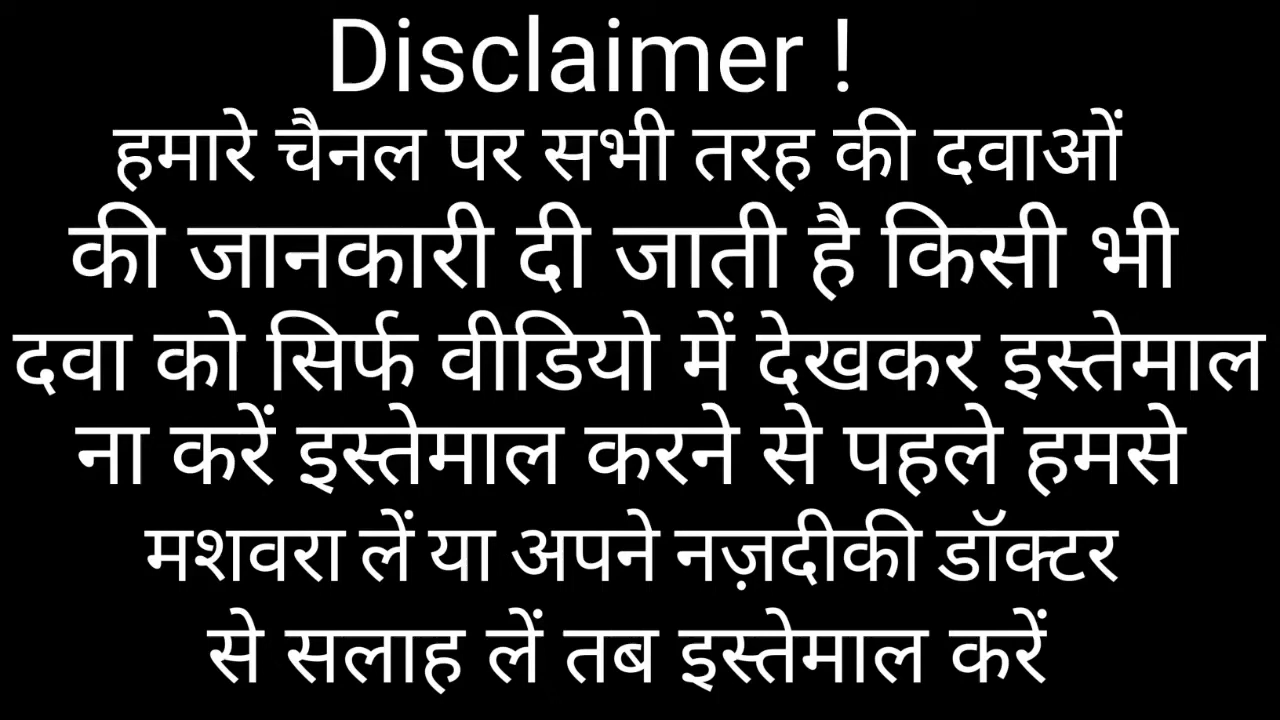 Disclaimer !
हमारे चैनल पर सभी तरह की दवाओं
की जानकारी दी जाती है किसी भी
दवा को सिर्फ वीडियो में देखकर इस्तेमाल
ना करें इस्तेमाल करने से पहले हमसे
मशवरा लें या अपने नज़दीकी डॉक्टर
से सलाह लें तब इस्तेमाल करें